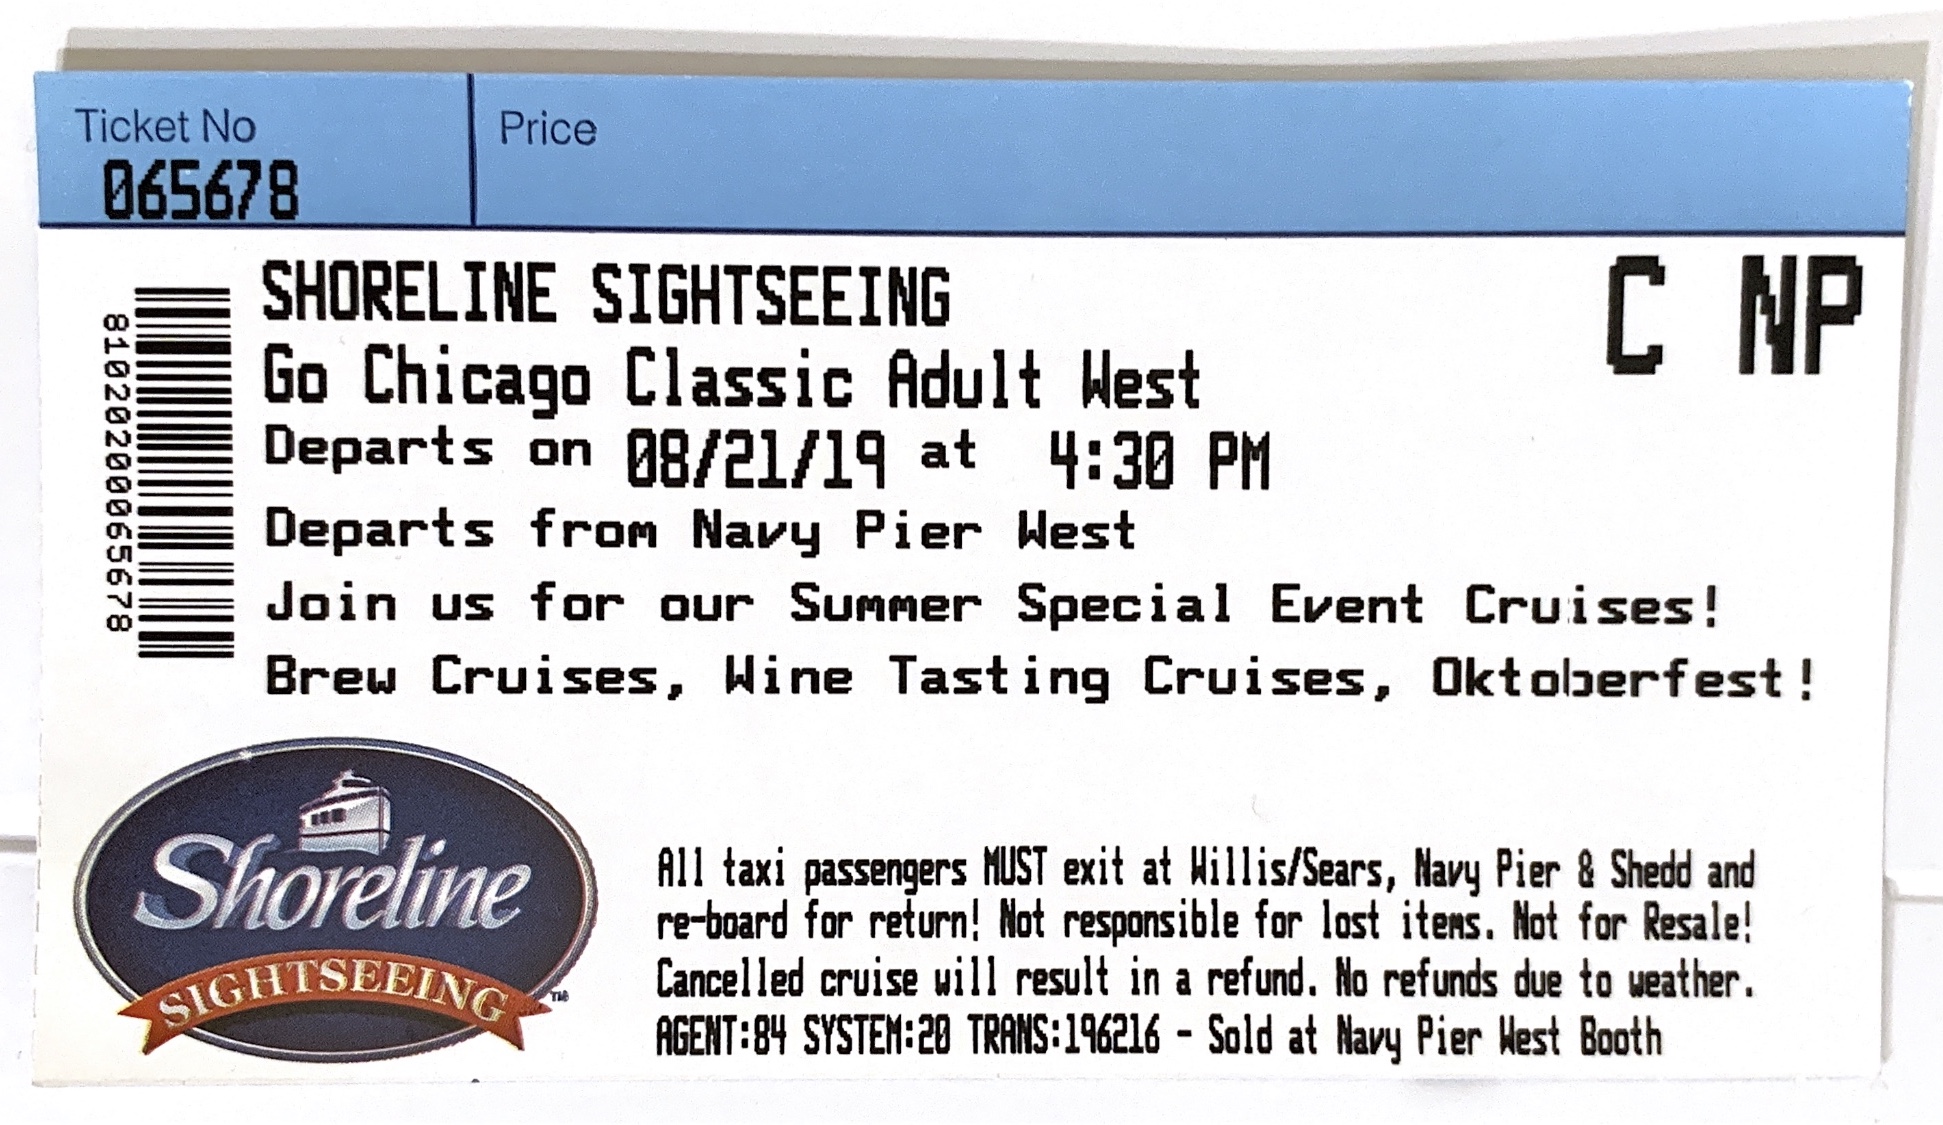 Ticket No
065678
Price
C NP
81020200065678
SHORELINE SIGHTSEEING
Go Chicago Classic Adult West
Departs on 08/21/19 at 4:30 PM
Departs from Navy Pier West
Join us for our Summer Special Event Cruises!
Brew Cruises, Wine Tasting Cruises, Oktoberfest!
Shoreline
SIGHTSEEING
TM
All taxi passengers MUST exit at Willis/Sears, Navy Pier & Shedd and
re-board for return! Not responsible for lost items. Not for Resale!
Cancelled cruise will result in a refund. No refunds due to weather.
AGENT:84 SYSTEM:20 TRANS:196216 - Sold at Navy Pier West Booth